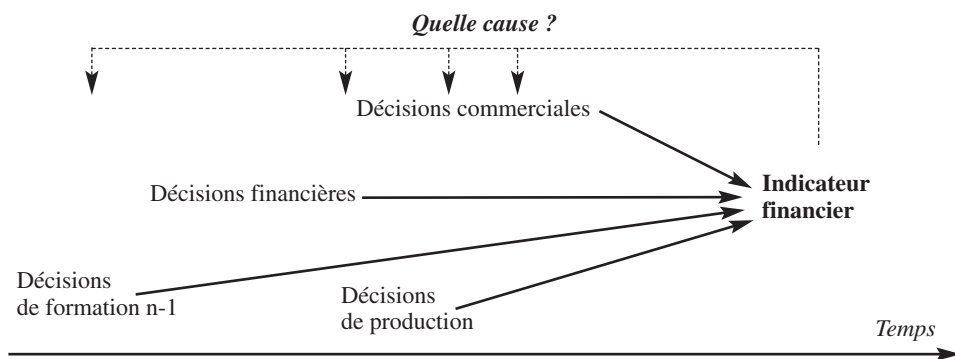 Quelle cause ?
Décisions commerciales
Décisions financières
Indicateur
financier
Décisions
de formation n-1
Décisions
de production
Temps